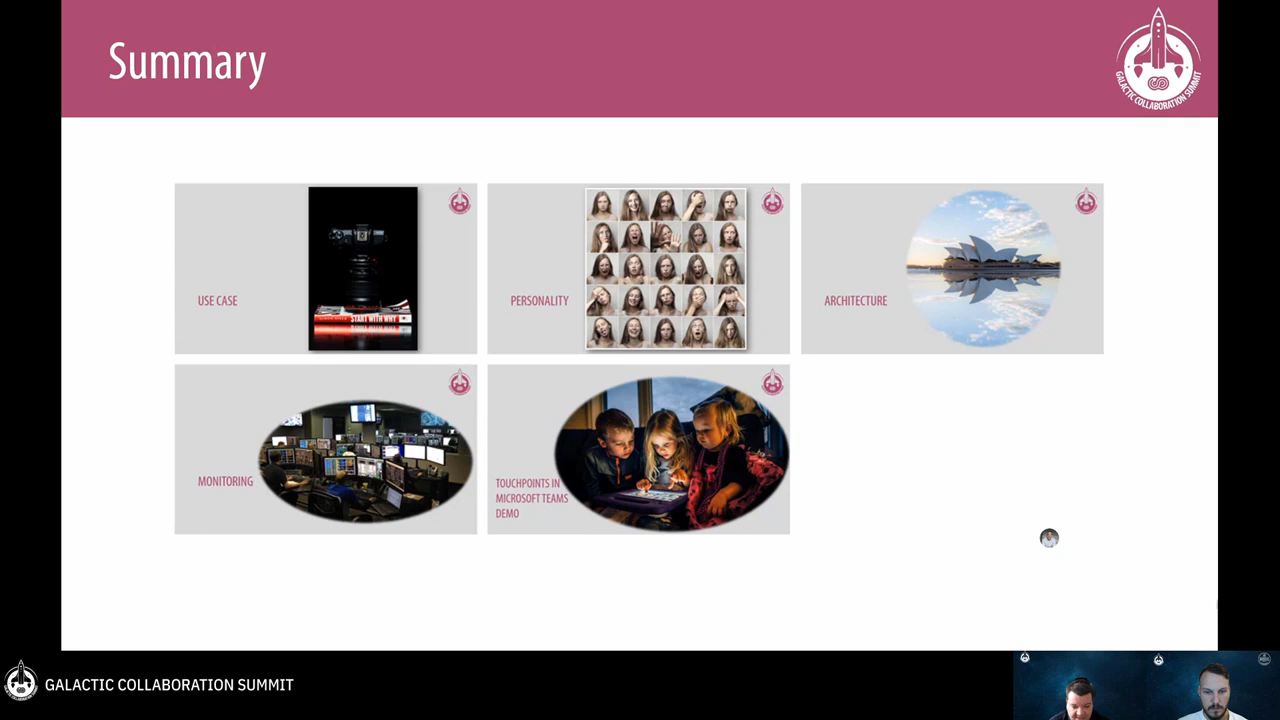 Summary
GALACTIC COLLABORATION SUMMIT
USE CASE
START WITH WHY
PERSONALITY
ARCHITECTURE
MONITORING
TOUCHPOINTS IN
MICROSOFT TEAMS
DEMO
GALACTIC COLLABORATION SUMMIT